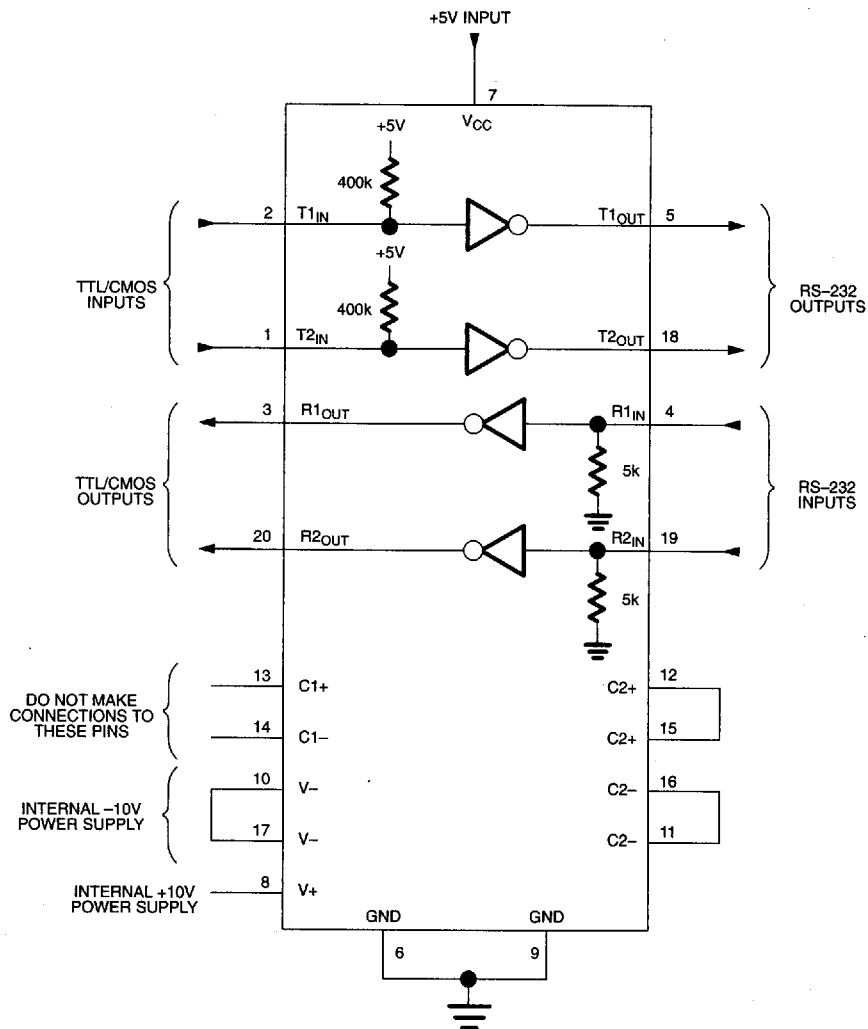 +5V INPUT
7
VCC
+5V
400k
2
T1IN
T1OUT
5
+5V
TTL/CMOS
INPUTS
RS–232
OUTPUTS
400k
1
T2IN
T2OUT
18
3
R1OUT
R1IN
4
5k
TTL/CMOS
OUTPUTS
RS–232
INPUTS
20
R2OUT
R2IN
19
5k
DO NOT MAKE
CONNECTIONS TO
THESE PINS
13
C1+
C2+
12
14
C1–
C2+
15
INTERNAL –10V
POWER SUPPLY
10
V–
C2–
16
17
V–
C2–
11
INTERNAL +10V
POWER SUPPLY
8
V+
GND
GND
6
9